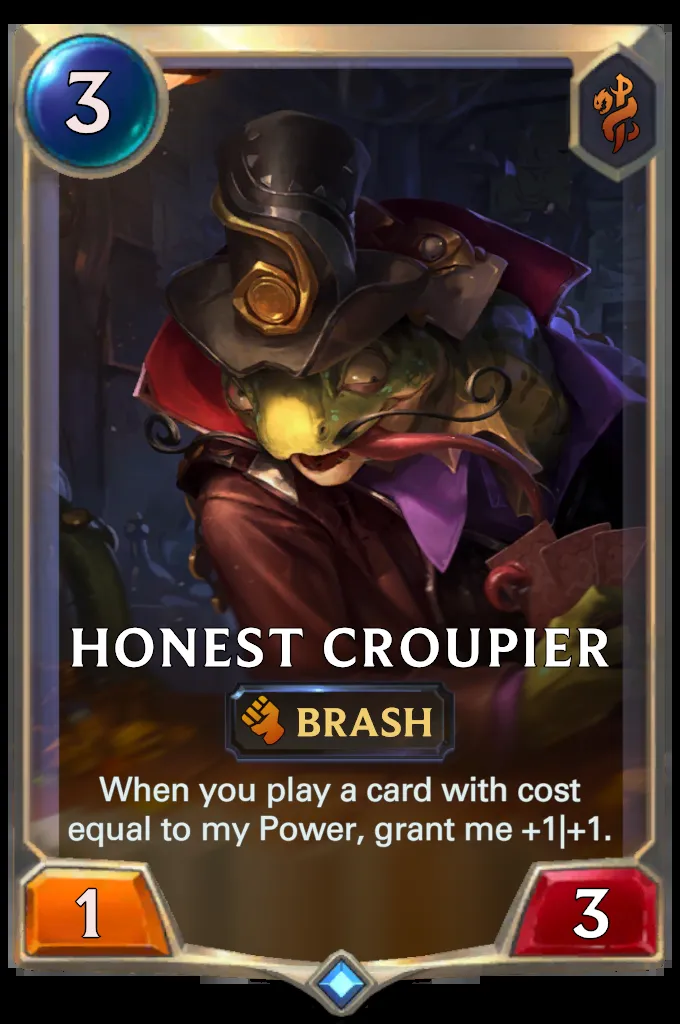 3
HONEST CROUPIER
BRASH
When you play a card with cost
equal to my Power, grant me +1|+1.
1
3